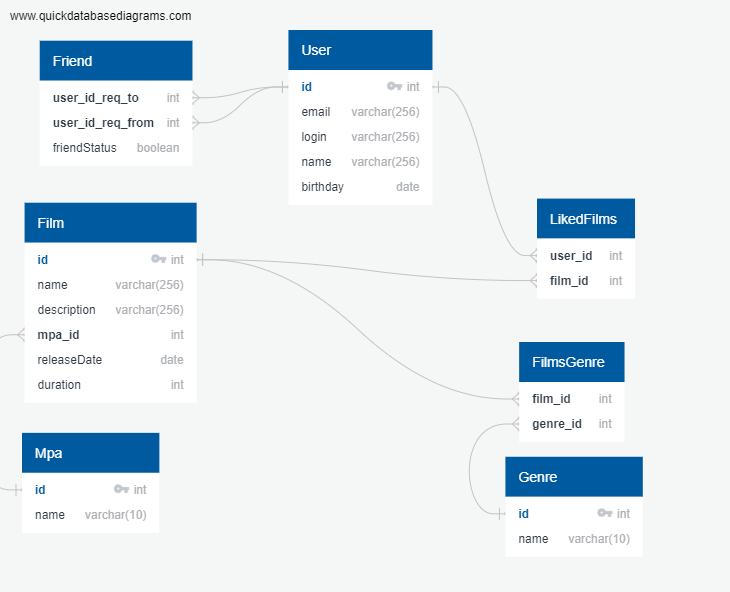 www.quickdatabasediagrams.com
Friend
user_id_req_to int
user_id_req_from int
friendStatus boolean
User
id int
email varchar(256)
login varchar(256)
name varchar(256)
birthday date
Film
id int
name varchar(256)
description varchar(256)
mpa_id int
releaseDate date
duration int
LikedFilms
user_id int
film_id int
FilmsGenre
film_id int
genre_id int
Mpa
id int
name varchar(10)
Genre
id int
name varchar(10)